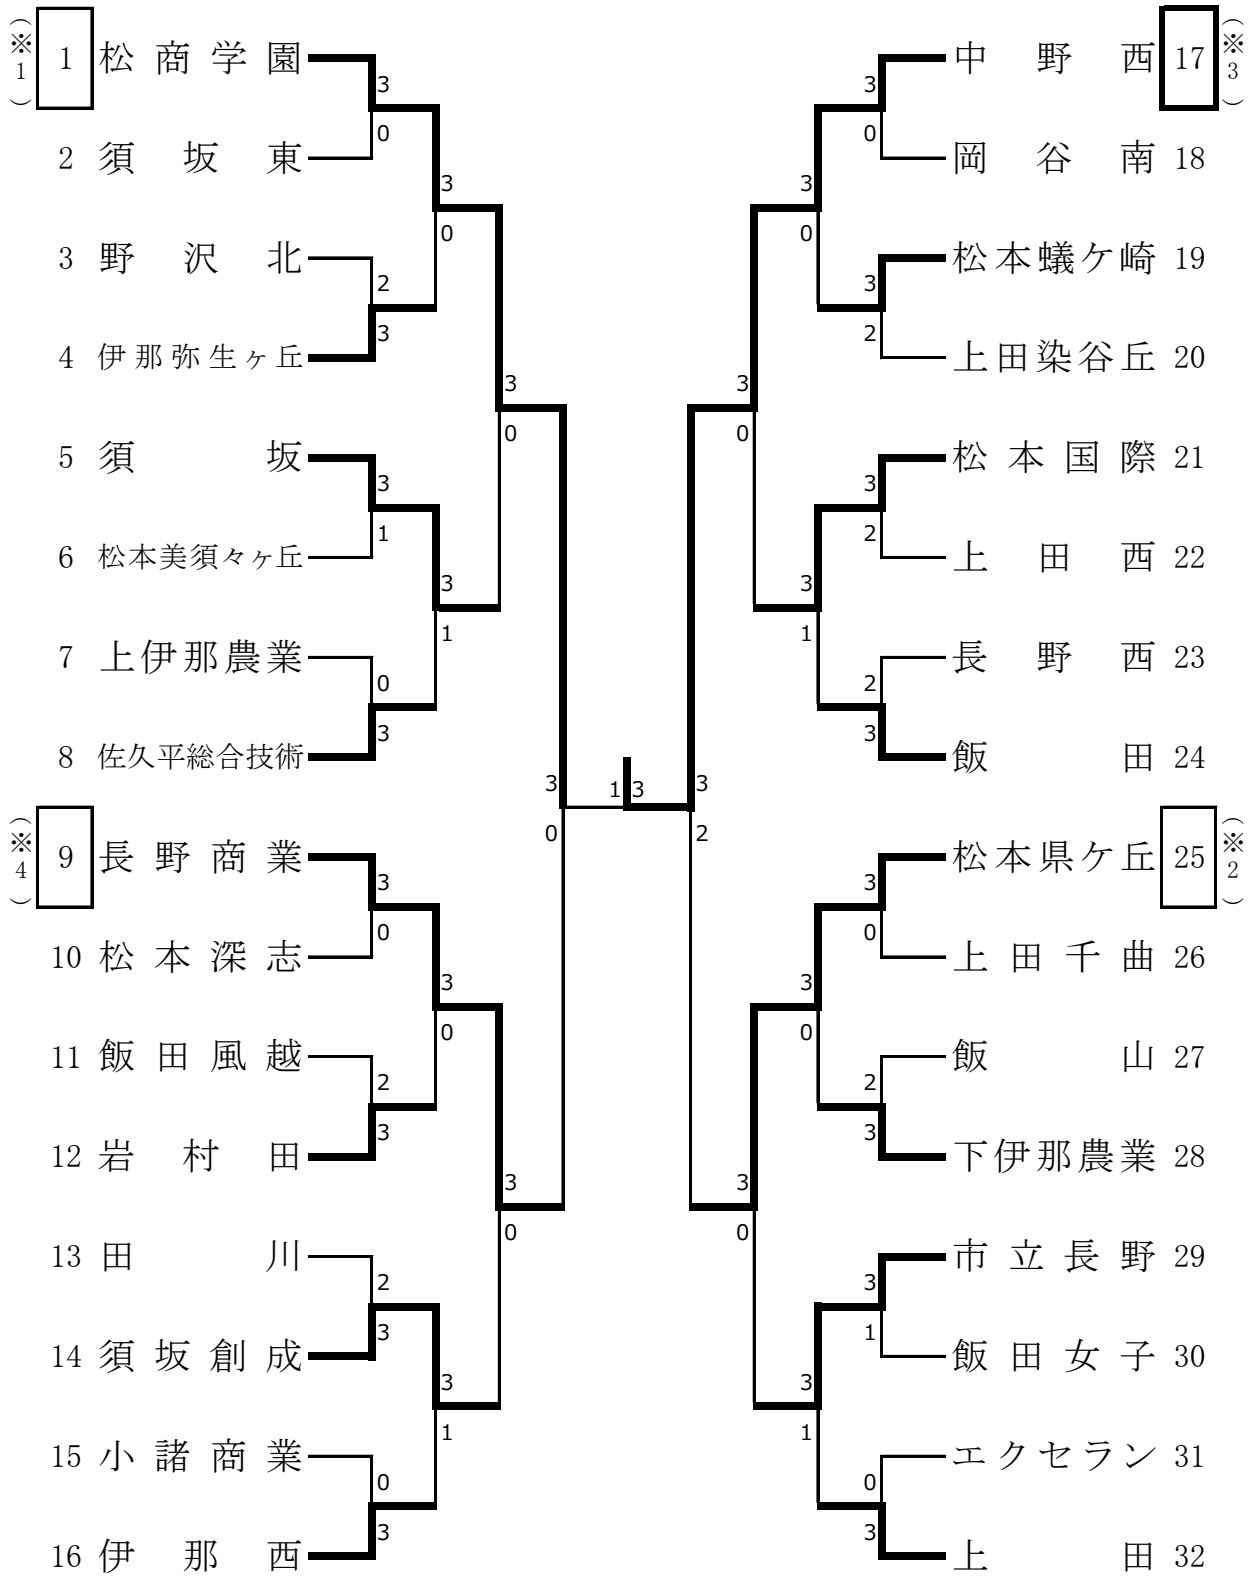 （※1）
1 松商学園
3
0
2 須坂東
3
0
3 野沢北
2
3
4 伊那弥生ヶ丘
3
0
5 須坂
3
1
6 松本美須々ヶ丘
3
1
7 上伊那農業
0
3
8 佐久平総合技術
3
0
（※4）
9 長野商業
3
0
10 松本深志
3
0
11 飯田風越
2
3
12 岩村田
3
0
13 田川
2
3
14 須坂創成
3
1
15 小諸商業
0
3
16 伊那西
1 3
中野西 17
（※3）
3
0
岡谷南 18
3
0
松本蟻ケ崎 19
3
2
上田染谷丘 20
3
0
松本国際 21
3
2
上田西 22
3
1
長野西 23
2
3
飯田 24
3
2
松本県ケ丘 25
（※2）
3
0
上田千曲 26
3
0
飯山 27
2
3
下伊那農業 28
3
0
市立長野 29
3
1
飯田女子 30
3
1
エクセラン 31
0
3
上田 32